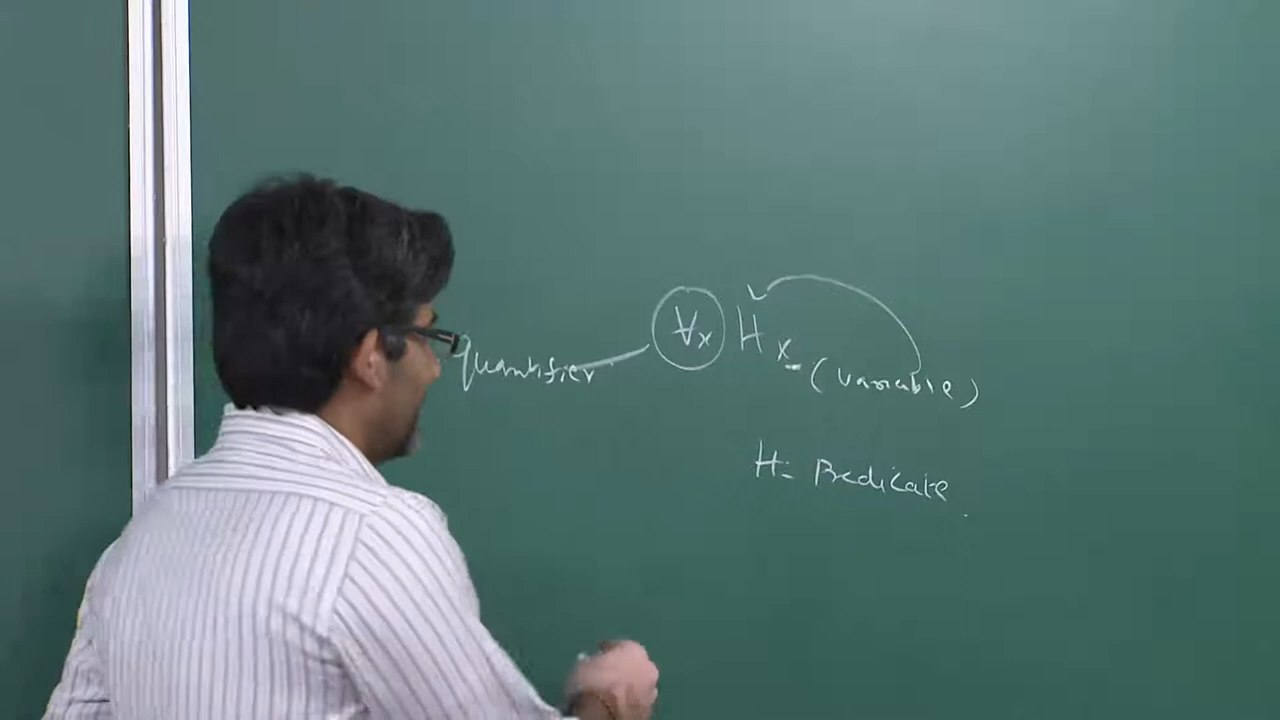 quantifier ∀x Hx (variable)
H = Predicate